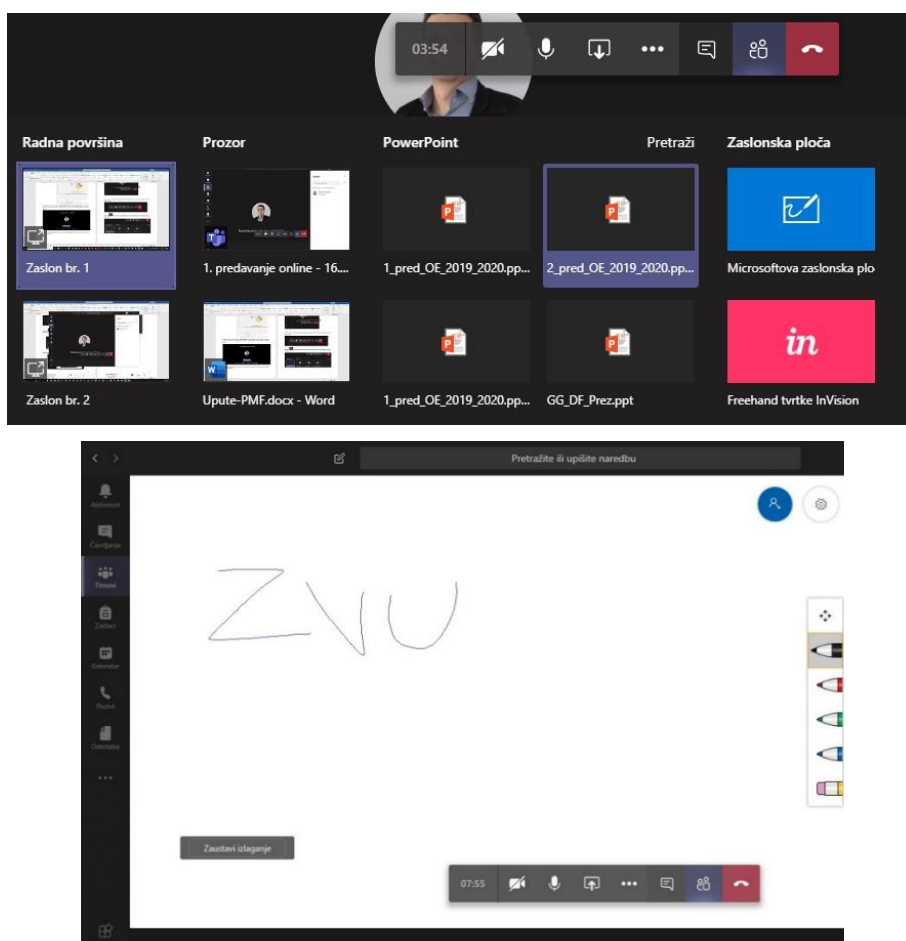 03:54
Radna površina Prozor PowerPoint Pretraži Zaslonska ploča
Zaslon br. 1 1. predavanje online - 16.... 1_pred_OE_2019_2020.pp... 2_pred_OE_2019_2020.pp... Microsoftova zaslonska plo
in
Zaslon br. 2 Upute-PMF.docx - Word 1_pred_OE_2019_2020.pp... GG_DF_Prez.ppt Freehand tvrtke InVision
Pretražite ili upišite naredbu
Aktivnost
Čavrljanje
Timovi
Zadaci
Kalendar
Pozivi
Datoteke
ZVU
Zaustavi izlaganje
07:55